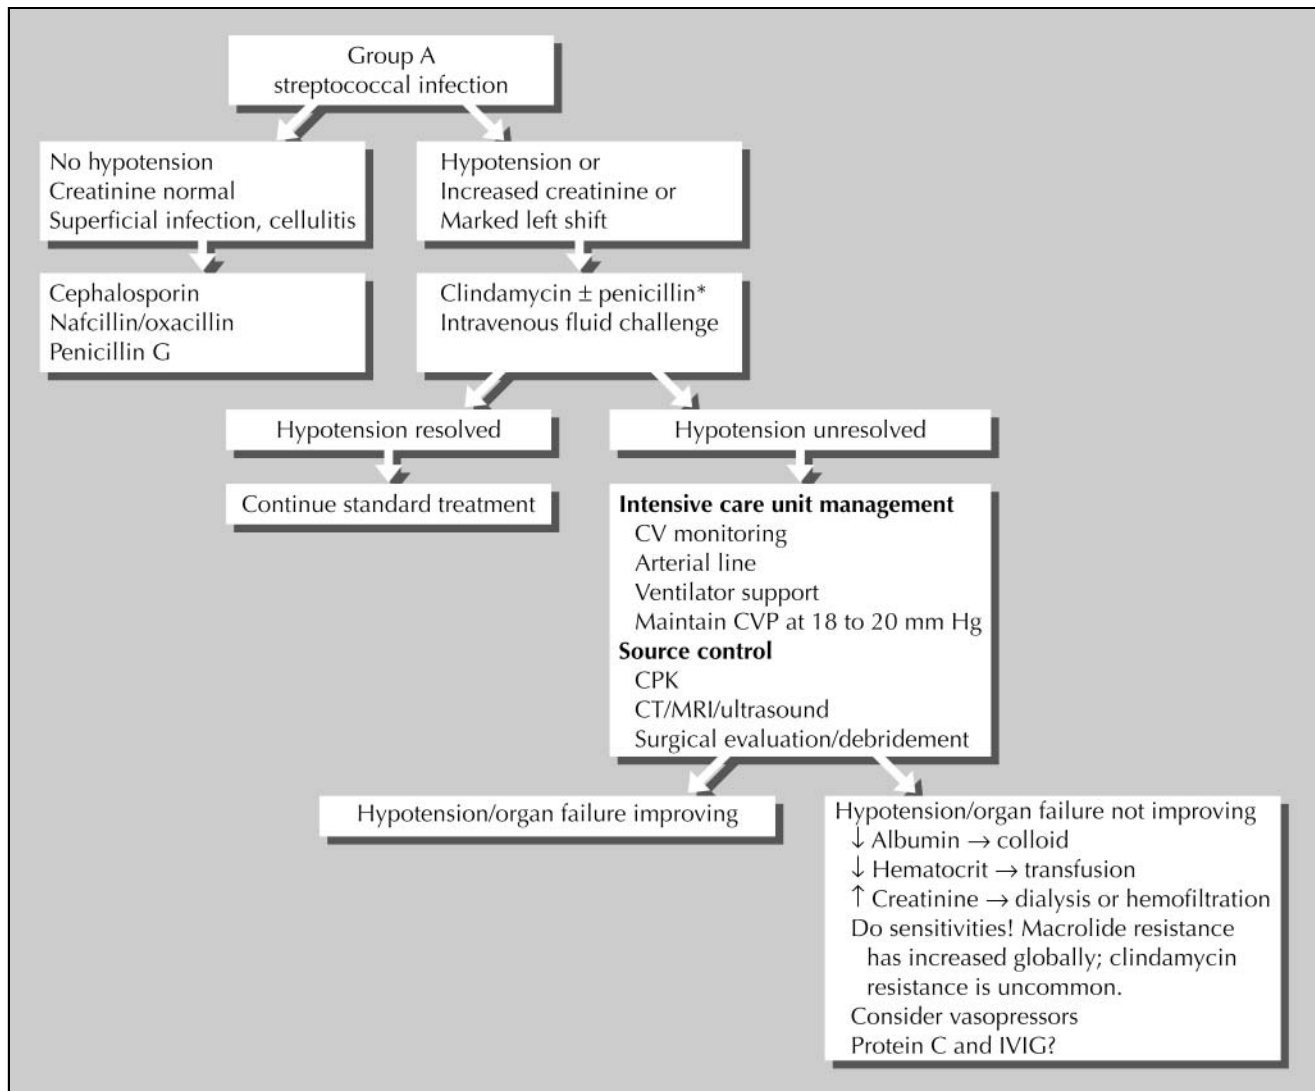 Group A
streptococcal infection
No hypotension
Creatinine normal
Superficial infection, cellulitis
Hypotension or
Increased creatinine or
Marked left shift
Cephalosporin
Nafcillin/oxacillin
Penicillin G
Clindamycin ± penicillin*
Intravenous fluid challenge
Hypotension resolved
Hypotension unresolved
Continue standard treatment
Intensive care unit management
CV monitoring
Arterial line
Ventilator support
Maintain CVP at 18 to 20 mm Hg
Source control
CPK
CT/MRI/ultrasound
Surgical evaluation/debridement
Hypotension/organ failure improving
Hypotension/organ failure not improving
↓ Albumin → colloid
↓ Hematocrit → transfusion
↑ Creatinine → dialysis or hemofiltration
Do sensitivities! Macrolide resistance
has increased globally; clindamycin
resistance is uncommon.
Consider vasopressors
Protein C and IVIG?